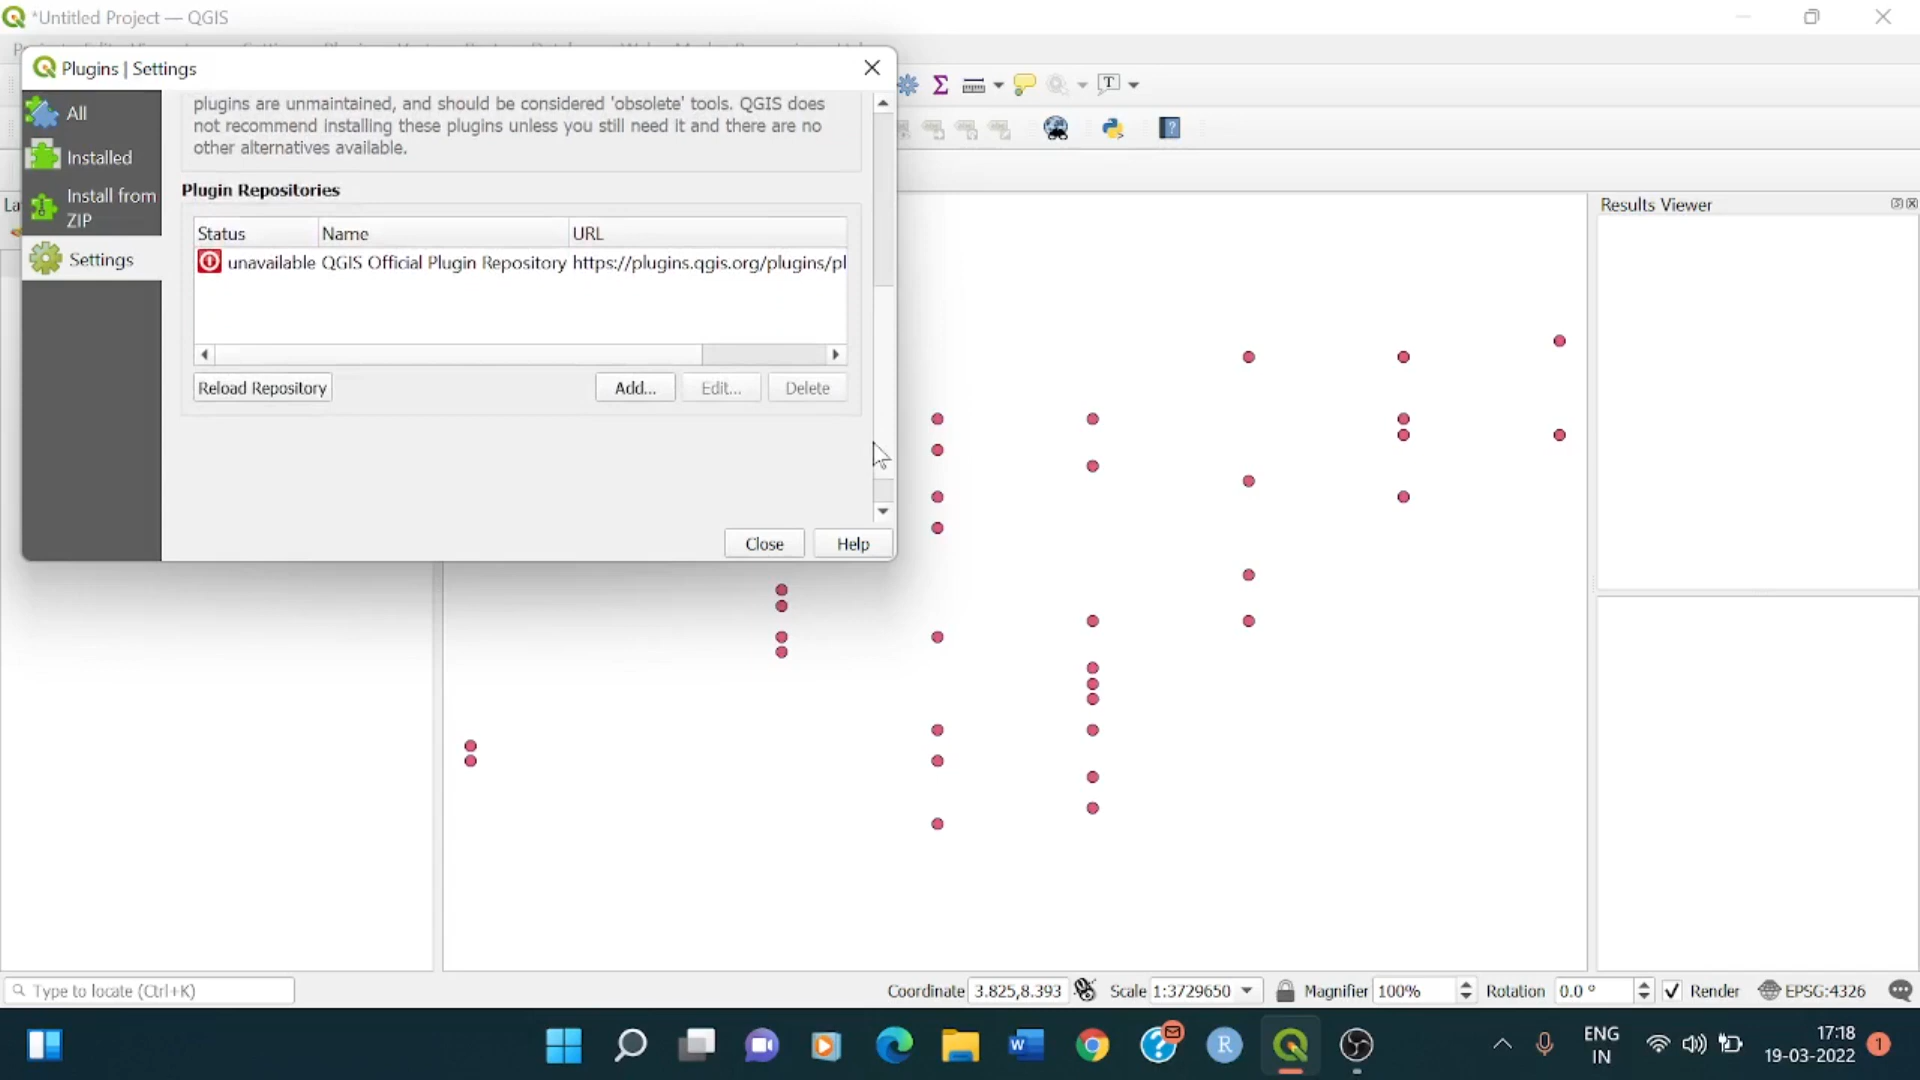 *Untitled Project — QGIS
Plugins | Settings
All
Installed
Install from
ZIP
Settings
plugins are unmaintained, and should be considered 'obsolete' tools. QGIS does
not recommend installing these plugins unless you still need it and there are no
other alternatives available.
Plugin Repositories
Status Name URL
unavailable QGIS Official Plugin Repository https://plugins.qgis.org/plugins/pl
Reload Repository Add... Edit... Delete
Close Help
Results Viewer
Type to locate (Ctrl+K)
Coordinate 3.825,8.393 Scale 1:3729650 Magnifier 100% Rotation 0.0 ° Render EPSG:4326
ENG
IN
17:18
19-03-2022
1